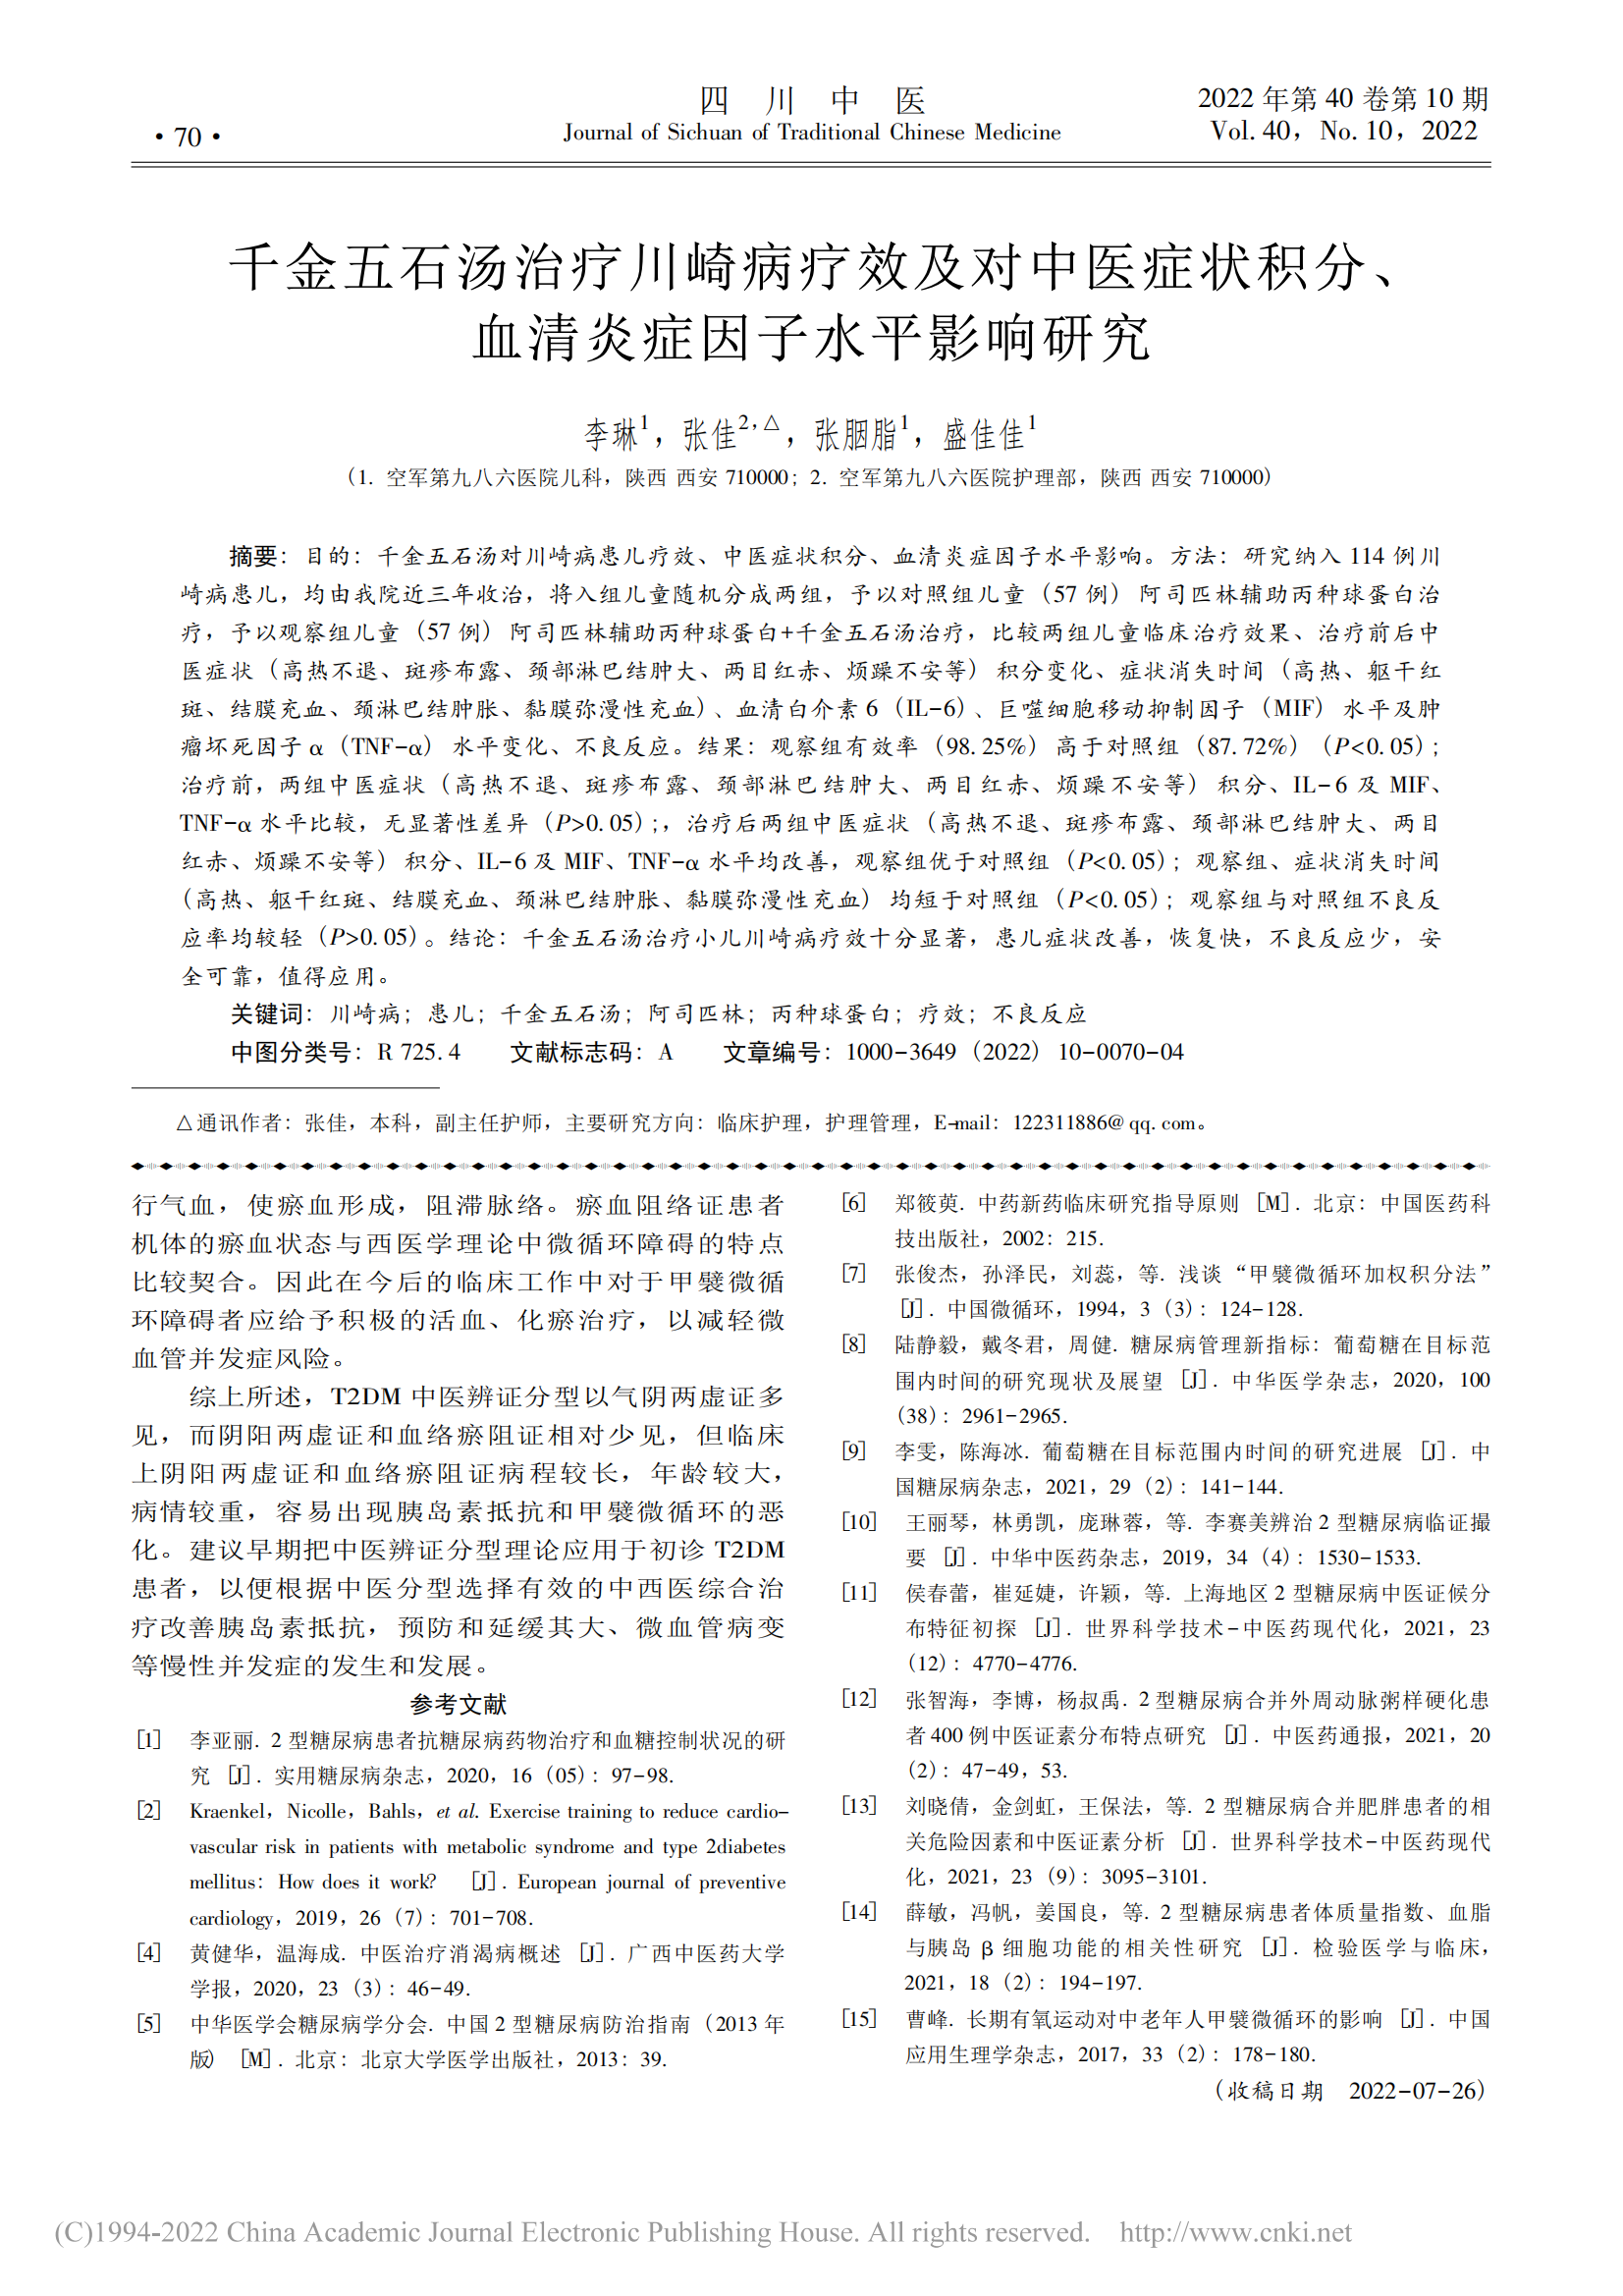 四 川 中 医
Journal of Sichuan of Traditional Chinese Medicine
2022 年第 40 卷第 10 期
Vol. 40，No. 10，2022
· 70 ·
千金五石汤治疗川崎病疗效及对中医症状积分、
血清炎症因子水平影响研究
李琳1，张佳2，△，张胭脂1，盛佳佳1
（1. 空军第九八六医院儿科，陕西 西安 710000；2. 空军第九八六医院护理部，陕西 西安 710000）
摘要：目的：千金五石汤对川崎病患儿疗效、中医症状积分、血清炎症因子水平影响。方法：研究纳入 114 例川
崎病患儿，均由我院近三年收治，将入组儿童随机分成两组，予以对照组儿童（57 例）阿司匹林辅助丙种球蛋白治
疗，予以观察组儿童（57 例）阿司匹林辅助丙种球蛋白+千金五石汤治疗，比较两组儿童临床治疗效果、治疗前后中
医症状（高热不退、斑疹布露、颈部淋巴结肿大、两目红赤、烦躁不安等）积分变化、症状消失时间（高热、躯干红
斑、结膜充血、颈淋巴结肿胀、黏膜弥漫性充血）、血清白介素 6（IL-6）、巨噬细胞移动抑制因子（MIF）水平及肿
瘤坏死因子 α（TNF-α）水平变化、不良反应。结果：观察组有效率（98. 25%）高于对照组（87. 72%）（P<0. 05）；
治疗前，两组中医症状（高热不退、斑疹布露、颈部淋巴结肿大、两目红赤、烦躁不安等）积分、IL-6 及 MIF、
TNF-α 水平比较，无显著性差异（P>0. 05）；，治疗后两组中医症状（高热不退、斑疹布露、颈部淋巴结肿大、两目
红赤、烦躁不安等）积分、IL-6 及 MIF、TNF-α 水平均改善，观察组优于对照组（P<0. 05）；观察组、症状消失时间
（高热、躯干红斑、结膜充血、颈淋巴结肿胀、黏膜弥漫性充血）均短于对照组（P<0. 05）；观察组与对照组不良反
应率均较轻（P>0. 05）。结论：千金五石汤治疗小儿川崎病疗效十分显著，患儿症状改善，恢复快，不良反应少，安
全可靠，值得应用。
关键词：川崎病；患儿；千金五石汤；阿司匹林；丙种球蛋白；疗效；不良反应
中图分类号：R 725. 4 文献标志码：A 文章编号：1000-3649（2022）10-0070-04
△通讯作者：张佳，本科，副主任护师，主要研究方向：临床护理，护理管理，E-mail：122311886@ qq. com。
行气血，使瘀血形成，阻滞脉络。瘀血阻络证患者
机体的瘀血状态与西医学理论中微循环障碍的特点
比较契合。因此在今后的临床工作中对于甲襞微循
环障碍者应给予积极的活血、化瘀治疗，以减轻微
血管并发症风险。
综上所述，T2DM 中医辨证分型以气阴两虚证多
见，而阴阳两虚证和血络瘀阻证相对少见，但临床
上阴阳两虚证和血络瘀阻证病程较长，年龄较大，
病情较重，容易出现胰岛素抵抗和甲襞微循环的恶
化。建议早期把中医辨证分型理论应用于初诊 T2DM
患者，以便根据中医分型选择有效的中西医综合治
疗改善胰岛素抵抗，预防和延缓其大、微血管病变
等慢性并发症的发生和发展。
参考文献
[1] 李亚丽. 2 型糖尿病患者抗糖尿病药物治疗和血糖控制状况的研
究 [J]. 实用糖尿病杂志，2020，16（05）：97-98.
[2] Kraenkel，Nicolle，Bahls，et al. Exercise training to reduce cardio-
vascular risk in patients with metabolic syndrome and type 2diabetes
mellitus：How does it work? [J]. European journal of preventive
cardiology，2019，26（7）：701-708.
[4] 黄健华，温海成. 中医治疗消渴病概述 [J]. 广西中医药大学
学报，2020，23（3）：46-49.
[5] 中华医学会糖尿病学分会. 中国 2 型糖尿病防治指南（2013 年
版）[M]. 北京：北京大学医学出版社，2013：39.
[6] 郑筱萸. 中药新药临床研究指导原则 [M]. 北京：中国医药科
技出版社，2002：215.
[7] 张俊杰，孙泽民，刘蕊，等. 浅谈“甲襞微循环加权积分法”
[J]. 中国微循环，1994，3（3）：124-128.
[8] 陆静毅，戴冬君，周健. 糖尿病管理新指标：葡萄糖在目标范
围内时间的研究现状及展望 [J]. 中华医学杂志，2020，100
（38）：2961-2965.
[9] 李雯，陈海冰. 葡萄糖在目标范围内时间的研究进展 [J]. 中
国糖尿病杂志，2021，29（2）：141-144.
[10] 王丽琴，林勇凯，庞琳蓉，等. 李赛美辨治 2 型糖尿病临证撮
要 [J]. 中华中医药杂志，2019，34（4）：1530-1533.
[11] 侯春蕾，崔延婕，许颖，等. 上海地区 2 型糖尿病中医证候分
布特征初探 [J]. 世界科学技术-中医药现代化，2021，23
（12）：4770-4776.
[12] 张智海，李博，杨叔禹. 2 型糖尿病合并外周动脉粥样硬化患
者 400 例中医证素分布特点研究 [J]. 中医药通报，2021，20
（2）：47-49，53.
[13] 刘晓倩，金剑虹，王保法，等. 2 型糖尿病合并肥胖患者的相
关危险因素和中医证素分析 [J]. 世界科学技术-中医药现代
化，2021，23（9）：3095-3101.
[14] 薛敏，冯帆，姜国良，等. 2 型糖尿病患者体质量指数、血脂
与胰岛 β 细胞功能的相关性研究 [J]. 检验医学与临床，
2021，18（2）：194-197.
[15] 曹峰. 长期有氧运动对中老年人甲襞微循环的影响 [J]. 中国
应用生理学杂志，2017，33（2）：178-180.
（收稿日期 2022-07-26）
(C)1994-2022 China Academic Journal Electronic Publishing House. All rights reserved. http://www.cnki.net